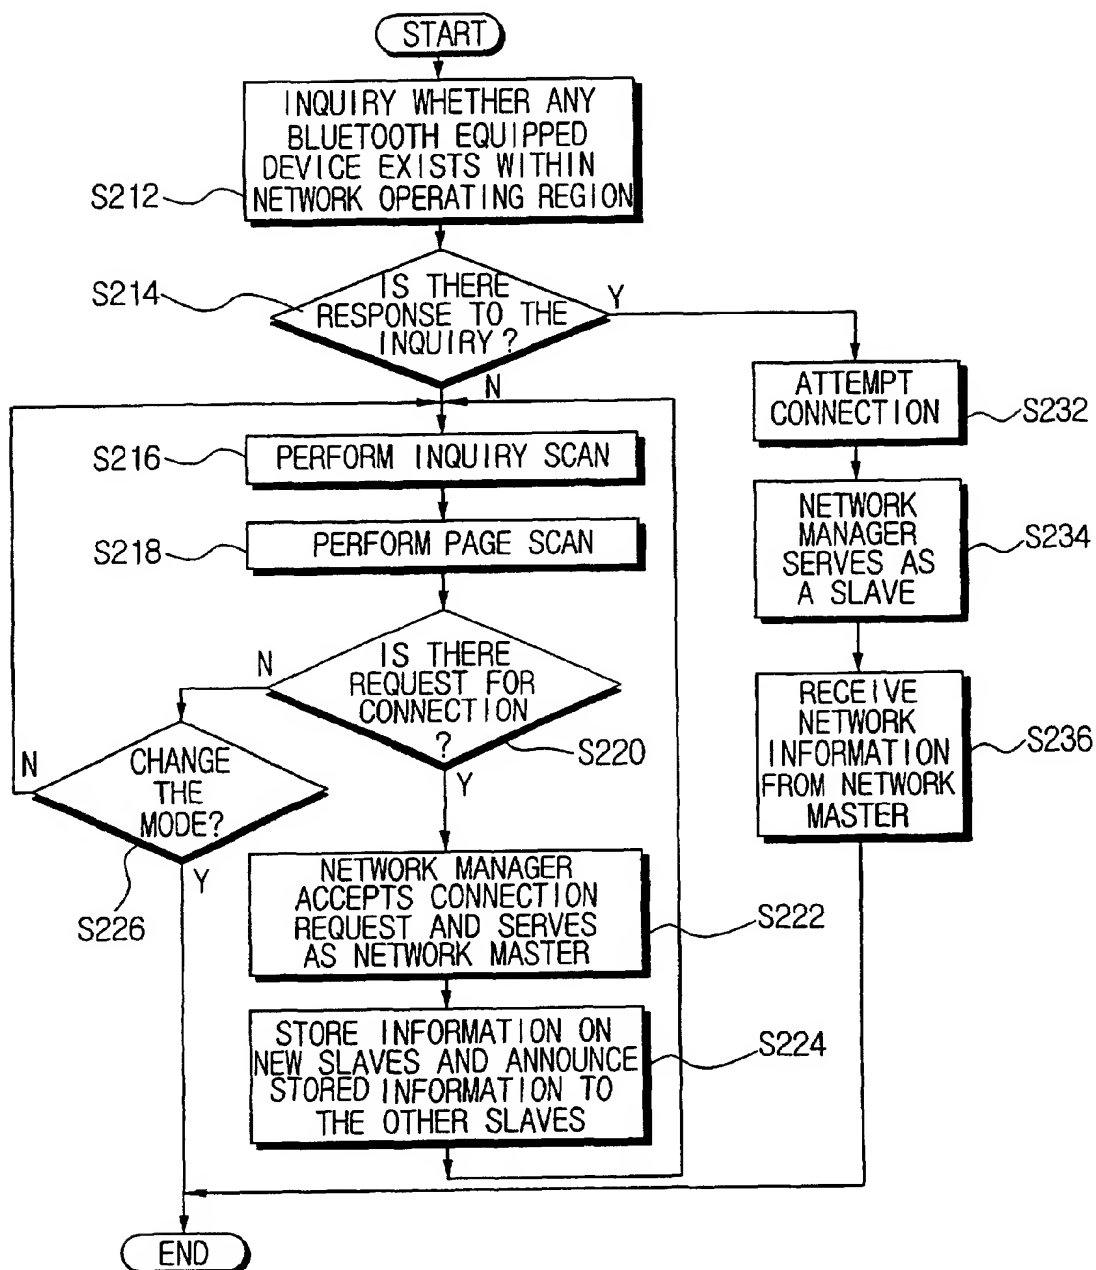 START
INQUIRY WHETHER ANY
BLUETOOTH EQUIPPED
DEVICE EXISTS WITHIN
NETWORK OPERATING REGION
S212
IS THERE
RESPONSE TO THE
INQUIRY?
S214
Y
N
ATTEMPT
CONNECTION
S232
PERFORM INQUIRY SCAN
S216
NETWORK
MANAGER
SERVES AS
A SLAVE
S234
PERFORM PAGE SCAN
S218
IS THERE
REQUEST FOR
CONNECTION
?
S220
N
Y
RECEIVE
NETWORK
INFORMATION
FROM NETWORK
MASTER
S236
CHANGE
THE
MODE?
S226
N
Y
NETWORK MANAGER
ACCEPTS CONNECTION
REQUEST AND SERVES
AS NETWORK MASTER
S222
STORE INFORMATION ON
NEW SLAVES AND ANNOUNCE
STORED INFORMATION TO
THE OTHER SLAVES
S224
END